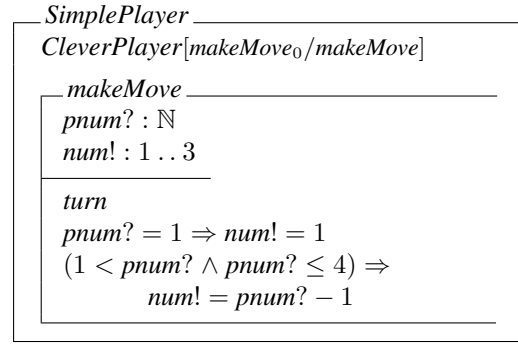 SimplePlayer
CleverPlayer[makeMove₀/makeMove]
makeMove
pnum? : ℕ
num! : 1 . . 3
turn
pnum? = 1 ⇒ num! = 1
(1 < pnum? ∧ pnum? ≤ 4) ⇒
num! = pnum? − 1